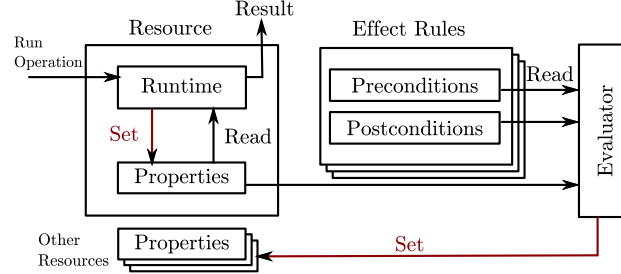 Result
Run
Operation
Resource
Runtime
Set
Read
Properties
Effect Rules
Preconditions
Postconditions
Read
Evaluator
Other
Resources
Properties
Set